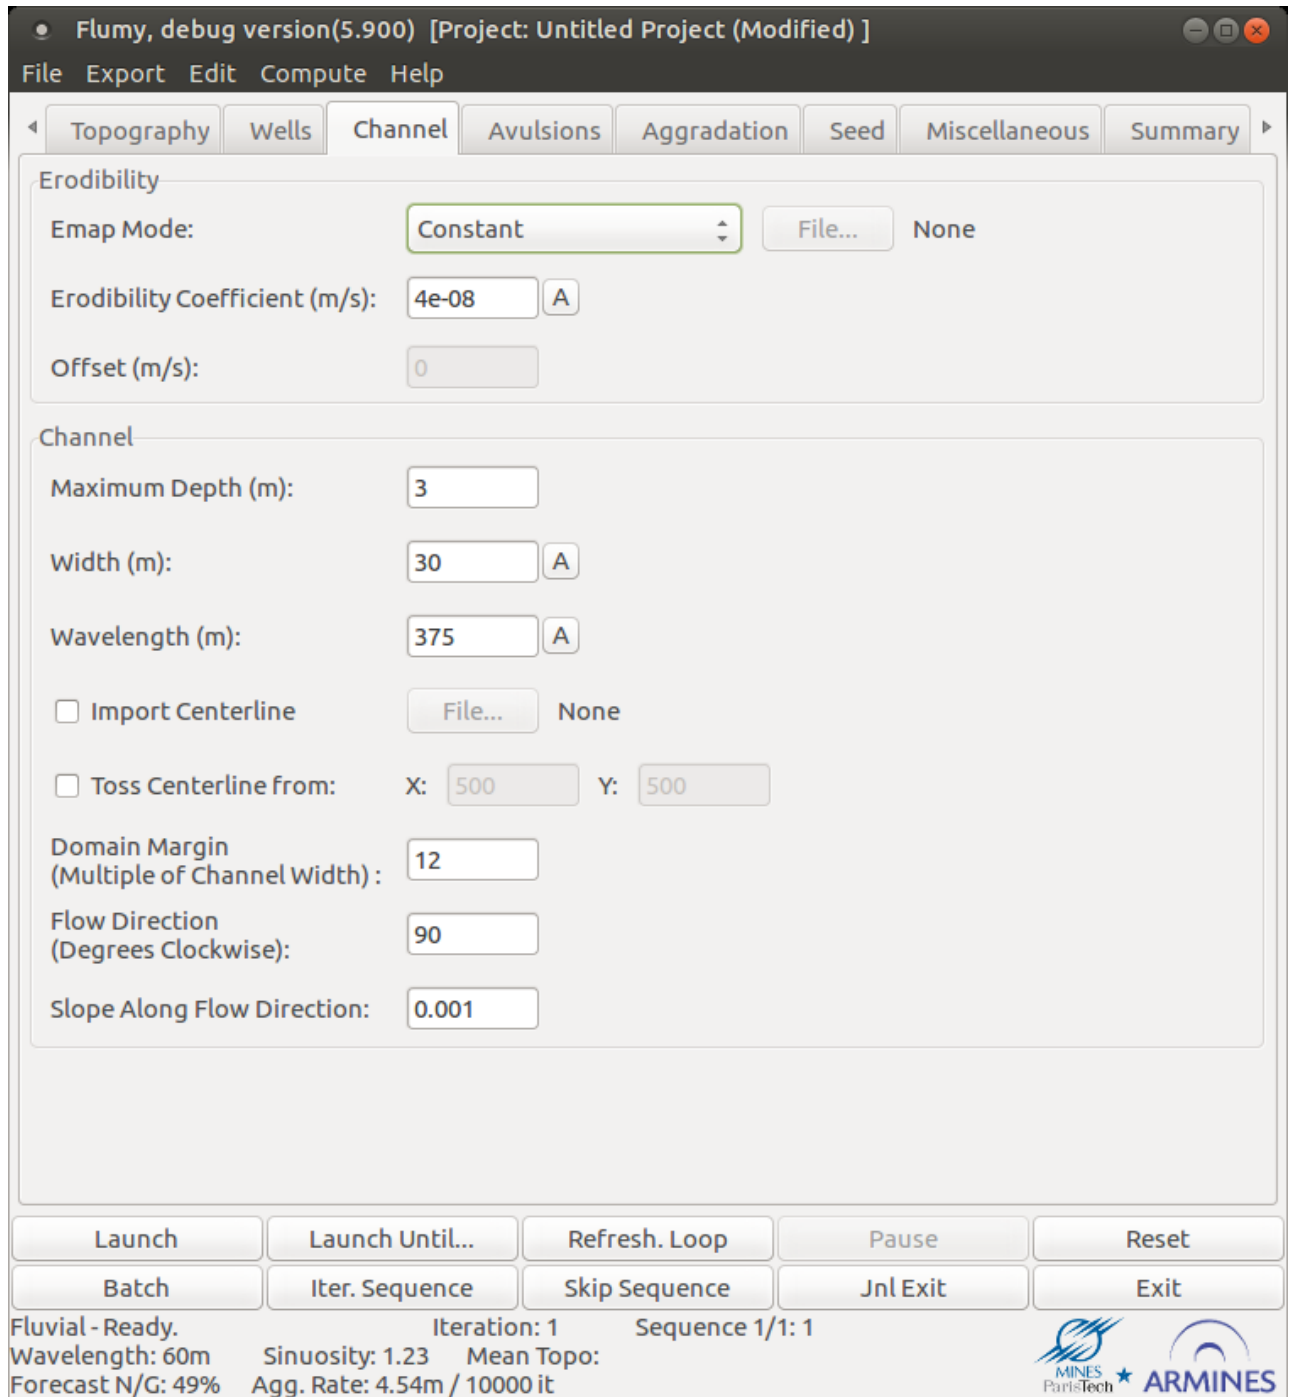 Flumy, debug version(5.900)  [Project: Untitled Project (Modified) ]
File Export Edit Compute Help
Topography Wells Channel Avulsions Aggradation Seed Miscellaneous Summary
Erodibility
Emap Mode: Constant File... None
Erodibility Coefficient (m/s): 4e-08 A
Offset (m/s): 0
Channel
Maximum Depth (m): 3
Width (m): 30 A
Wavelength (m): 375 A
Import Centerline File... None
Toss Centerline from: X: 500 Y: 500
Domain Margin
(Multiple of Channel Width) : 12
Flow Direction
(Degrees Clockwise): 90
Slope Along Flow Direction: 0.001
Launch Launch Until... Refresh. Loop Pause Reset
Batch Iter. Sequence Skip Sequence Jnl Exit Exit
Fluvial - Ready. Iteration: 1 Sequence 1/1: 1
Wavelength: 60m Sinuosity: 1.23 Mean Topo:
Forecast N/G: 49% Agg. Rate: 4.54m / 10000 it
MINES
ParisTech
ARMINES